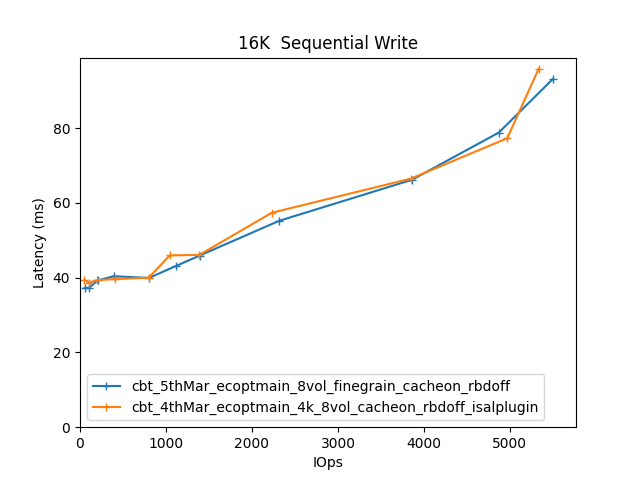 16K  Sequential Write
Latency (ms)
80
60
40
20
0
0 1000 2000 3000 4000 5000
IOps
cbt_5thMar_ecoptmain_8vol_finegrain_cacheon_rbdoff
cbt_4thMar_ecoptmain_4k_8vol_cacheon_rbdoff_isalplugin